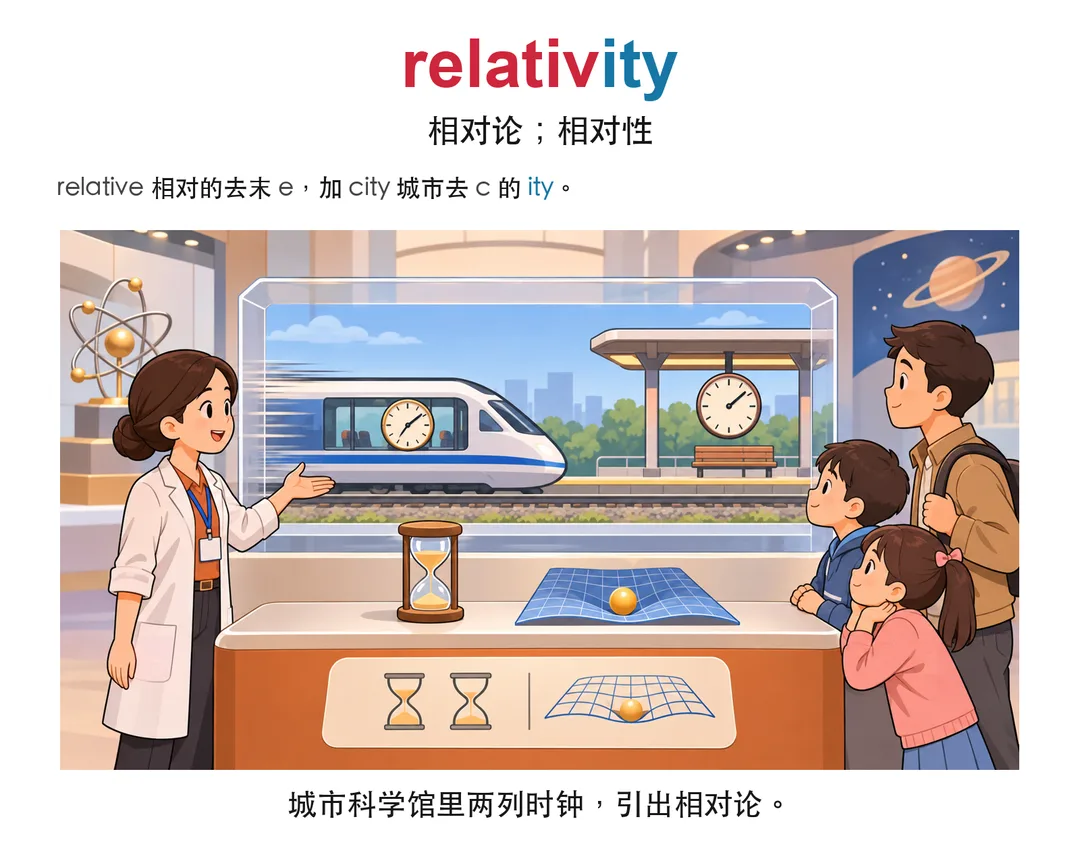 relativity
相对论；相对性
relative 相对的去末 e，加 city 城市去 c 的 ity。
城市科学馆里两列时钟，引出相对论。